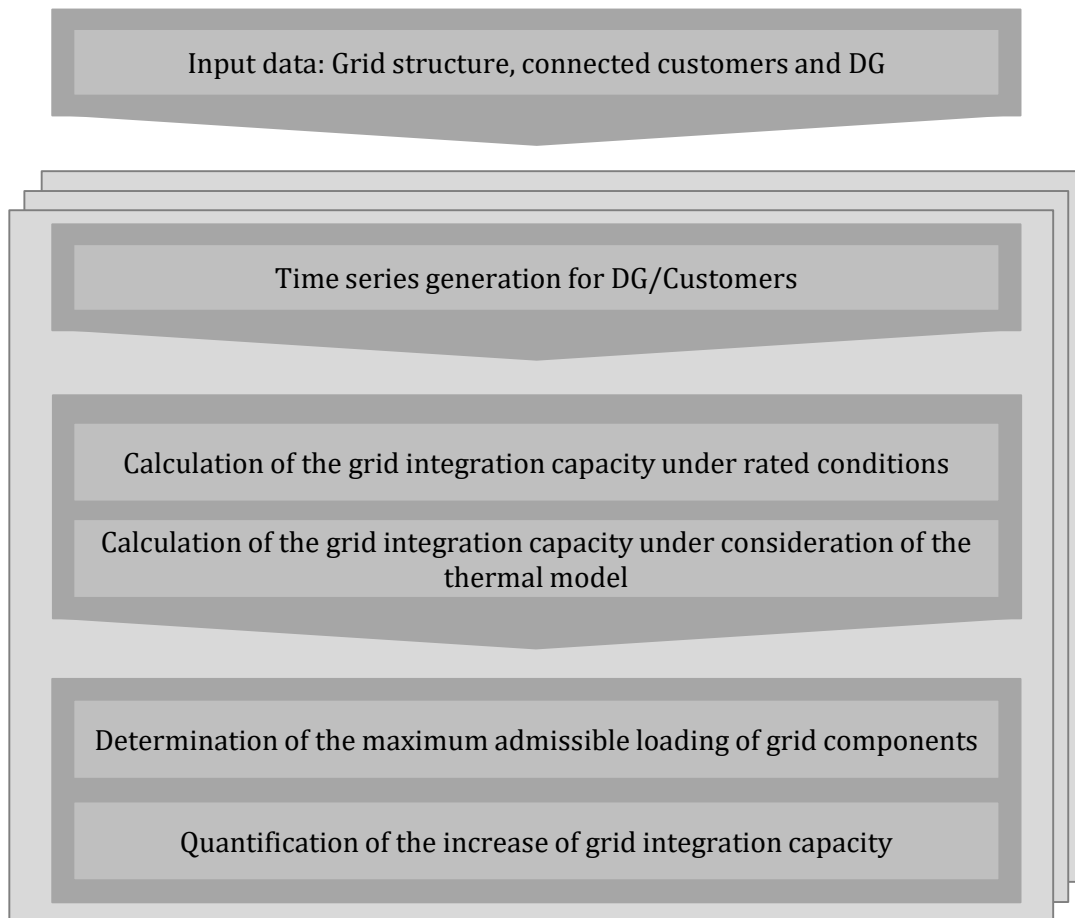 Input data: Grid structure, connected customers and DG
Time series generation for DG/Customers
Calculation of the grid integration capacity under rated conditions
Calculation of the grid integration capacity under consideration of the
thermal model
Determination of the maximum admissible loading of grid components
Quantification of the increase of grid integration capacity